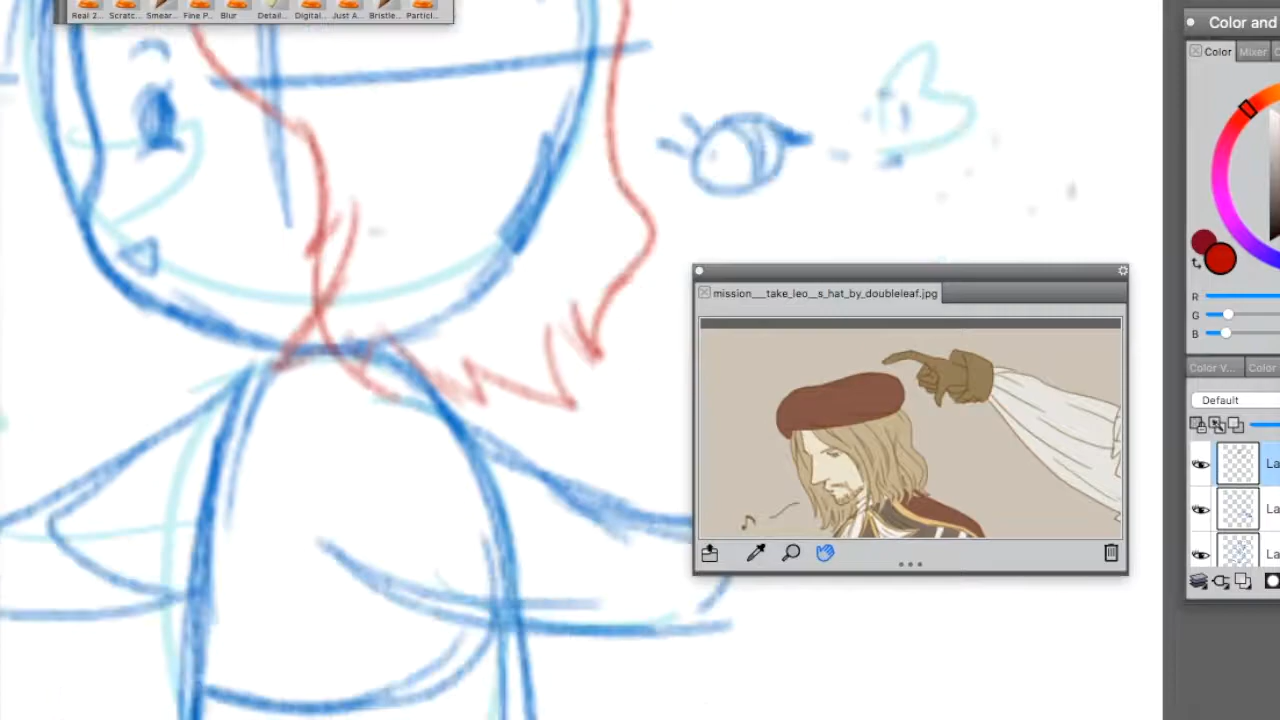 Real 2... Scratc... Smear... Fine P... Blur Detail... Digital... Just A... Bristle... Particl...
Color and
Color Mixer
mission___take_leo__s_hat_by_doubleleaf.jpg
R
G
B
Color V... Color
Default
La
La
La